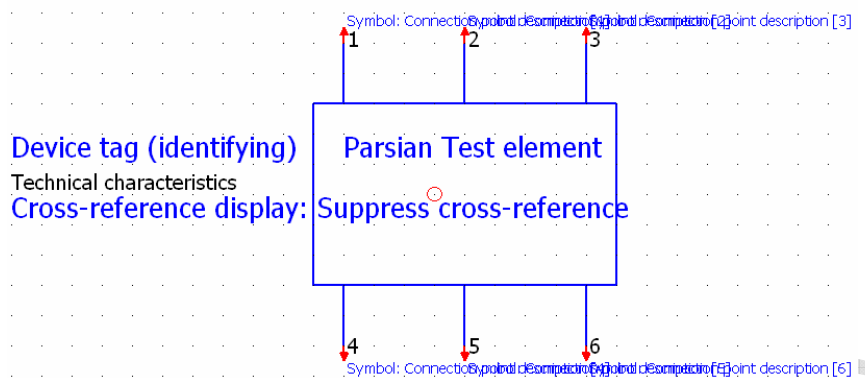 Symbol: Connection point description [3]
1 2 3
Device tag (identifying) Parsian Test element
Technical characteristics
Cross-reference display: Suppress cross-reference
4 5 6
Symbol: Connection point description [6]